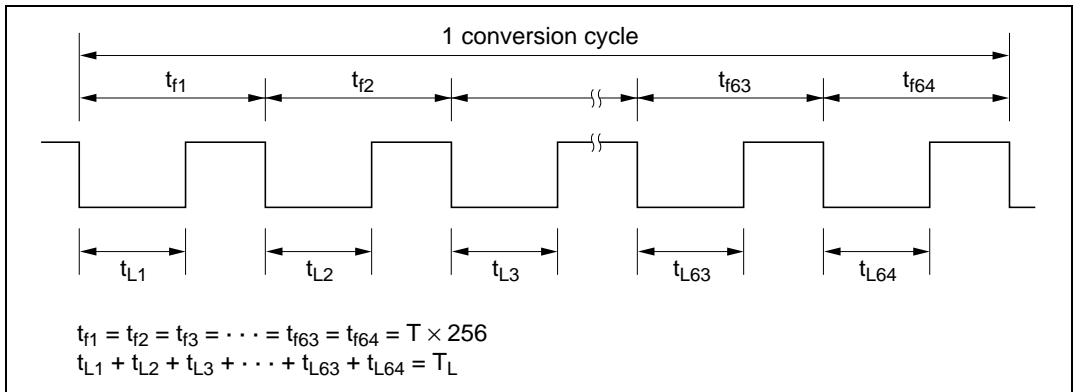 1 conversion cycle
tf1 tf2 tf63 tf64
tL1 tL2 tL3 tL63 tL64
tf1 = tf2 = tf3 = · · · = tf63 = tf64 = T × 256
tL1 + tL2 + tL3 + · · · + tL63 + tL64 = TL